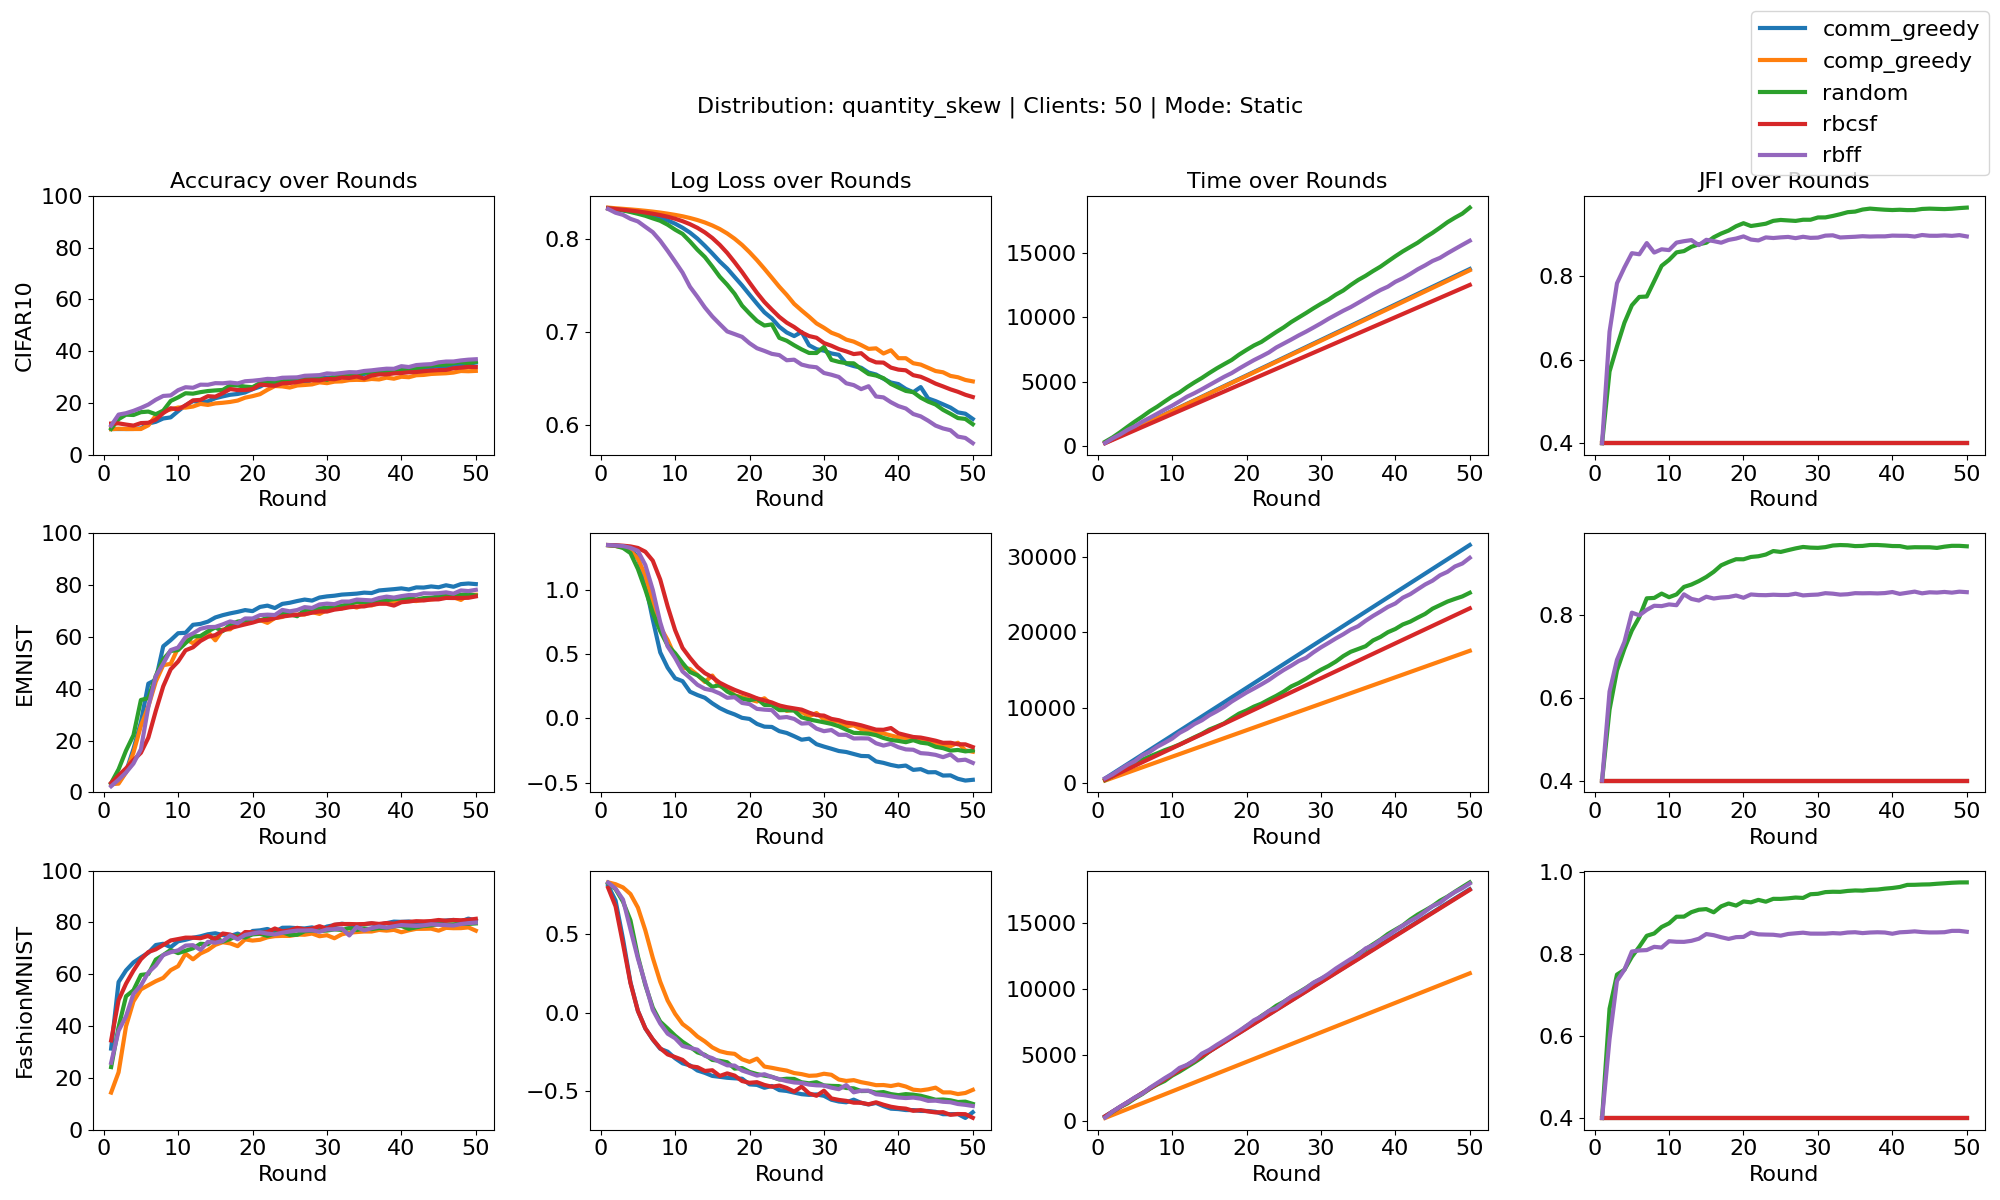 comm_greedy
comp_greedy
random
rbcsf
rbff
Distribution: quantity_skew | Clients: 50 | Mode: Static
Accuracy over Rounds
Log Loss over Rounds
Time over Rounds
JFI over Rounds
CIFAR10
100
80
60
40
20
0
0 10 20 30 40 50
Round
0.8
0.7
0.6
0 10 20 30 40 50
Round
15000
10000
5000
0
0 10 20 30 40 50
Round
0.8
0.6
0.4
0 10 20 30 40 50
Round
EMNIST
100
80
60
40
20
0
0 10 20 30 40 50
Round
1.0
0.5
0.0
−0.5
0 10 20 30 40 50
Round
30000
20000
10000
0
0 10 20 30 40 50
Round
0.8
0.6
0.4
0 10 20 30 40 50
Round
FashionMNIST
100
80
60
40
20
0
0 10 20 30 40 50
Round
0.5
0.0
−0.5
0 10 20 30 40 50
Round
15000
10000
5000
0
0 10 20 30 40 50
Round
1.0
0.8
0.6
0.4
0 10 20 30 40 50
Round